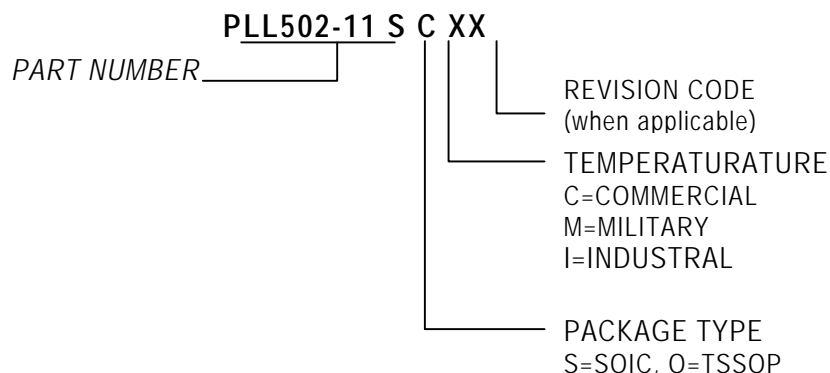 PLL502-11 S C XX
PART NUMBER
REVISION CODE
(when applicable)
TEMPERATURATURE
C=COMMERCIAL
M=MILITARY
I=INDUSTRAL
PACKAGE TYPE
S=SOIC, O=TSSOP